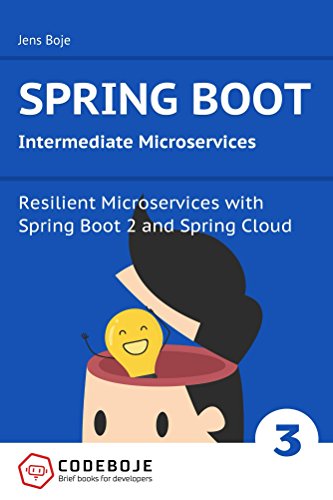 Jens Boje
SPRING BOOT
Intermediate Microservices
Resilient Microservices with
Spring Boot 2 and Spring Cloud
3
CODEBOJE
Brief books for developers